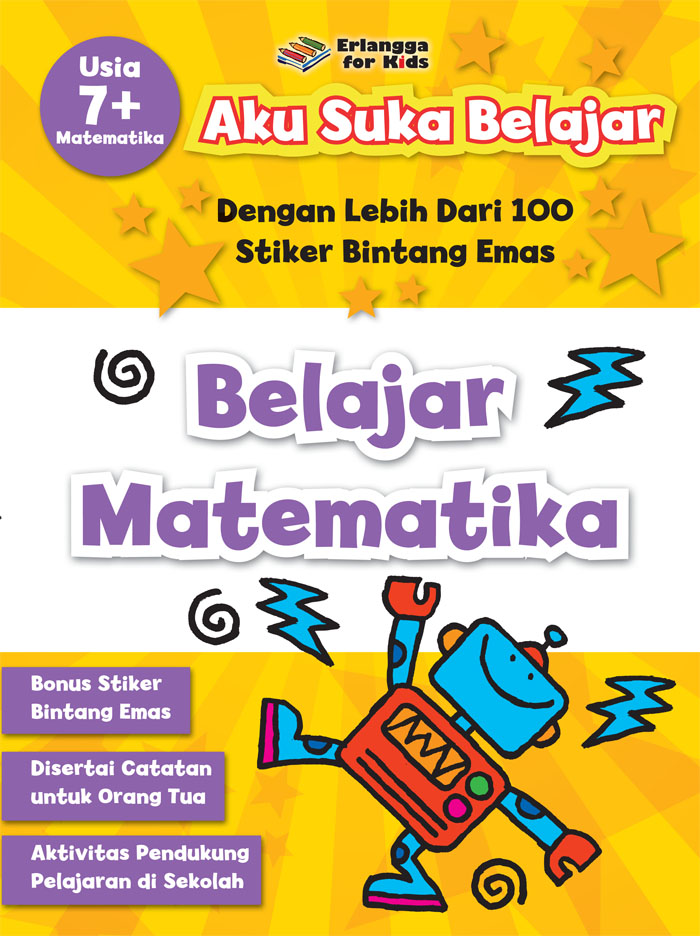 Usia
7+
Matematika
Erlangga
for Kids
Aku Suka Belajar
Dengan Lebih Dari 100
Stiker Bintang Emas
Belajar
Matematika
Bonus Stiker
Bintang Emas
Disertai Catatan
untuk Orang Tua
Aktivitas Pendukung
Pelajaran di Sekolah